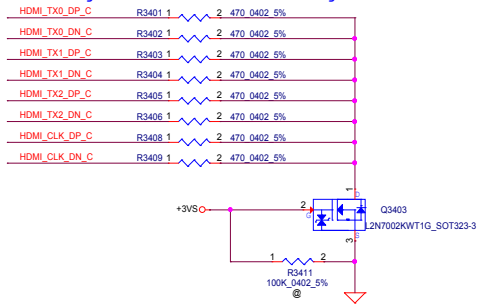 HDMI_TX0_DP_C R3401 1 2 470_0402_5%
HDMI_TX0_DN_C R3402 1 2 470_0402_5%
HDMI_TX1_DP_C R3403 1 2 470_0402_5%
HDMI_TX1_DN_C R3404 1 2 470_0402_5%
HDMI_TX2_DP_C R3405 1 2 470_0402_5%
HDMI_TX2_DN_C R3406 1 2 470_0402_5%
HDMI_CLK_DP_C R3408 1 2 470_0402_5%
HDMI_CLK_DN_C R3409 1 2 470_0402_5%
1
D
+3VS 2 G Q3403
L2N7002KWT1G_SOT323-3
S
3
1 2
R3411
100K_0402_5%
@